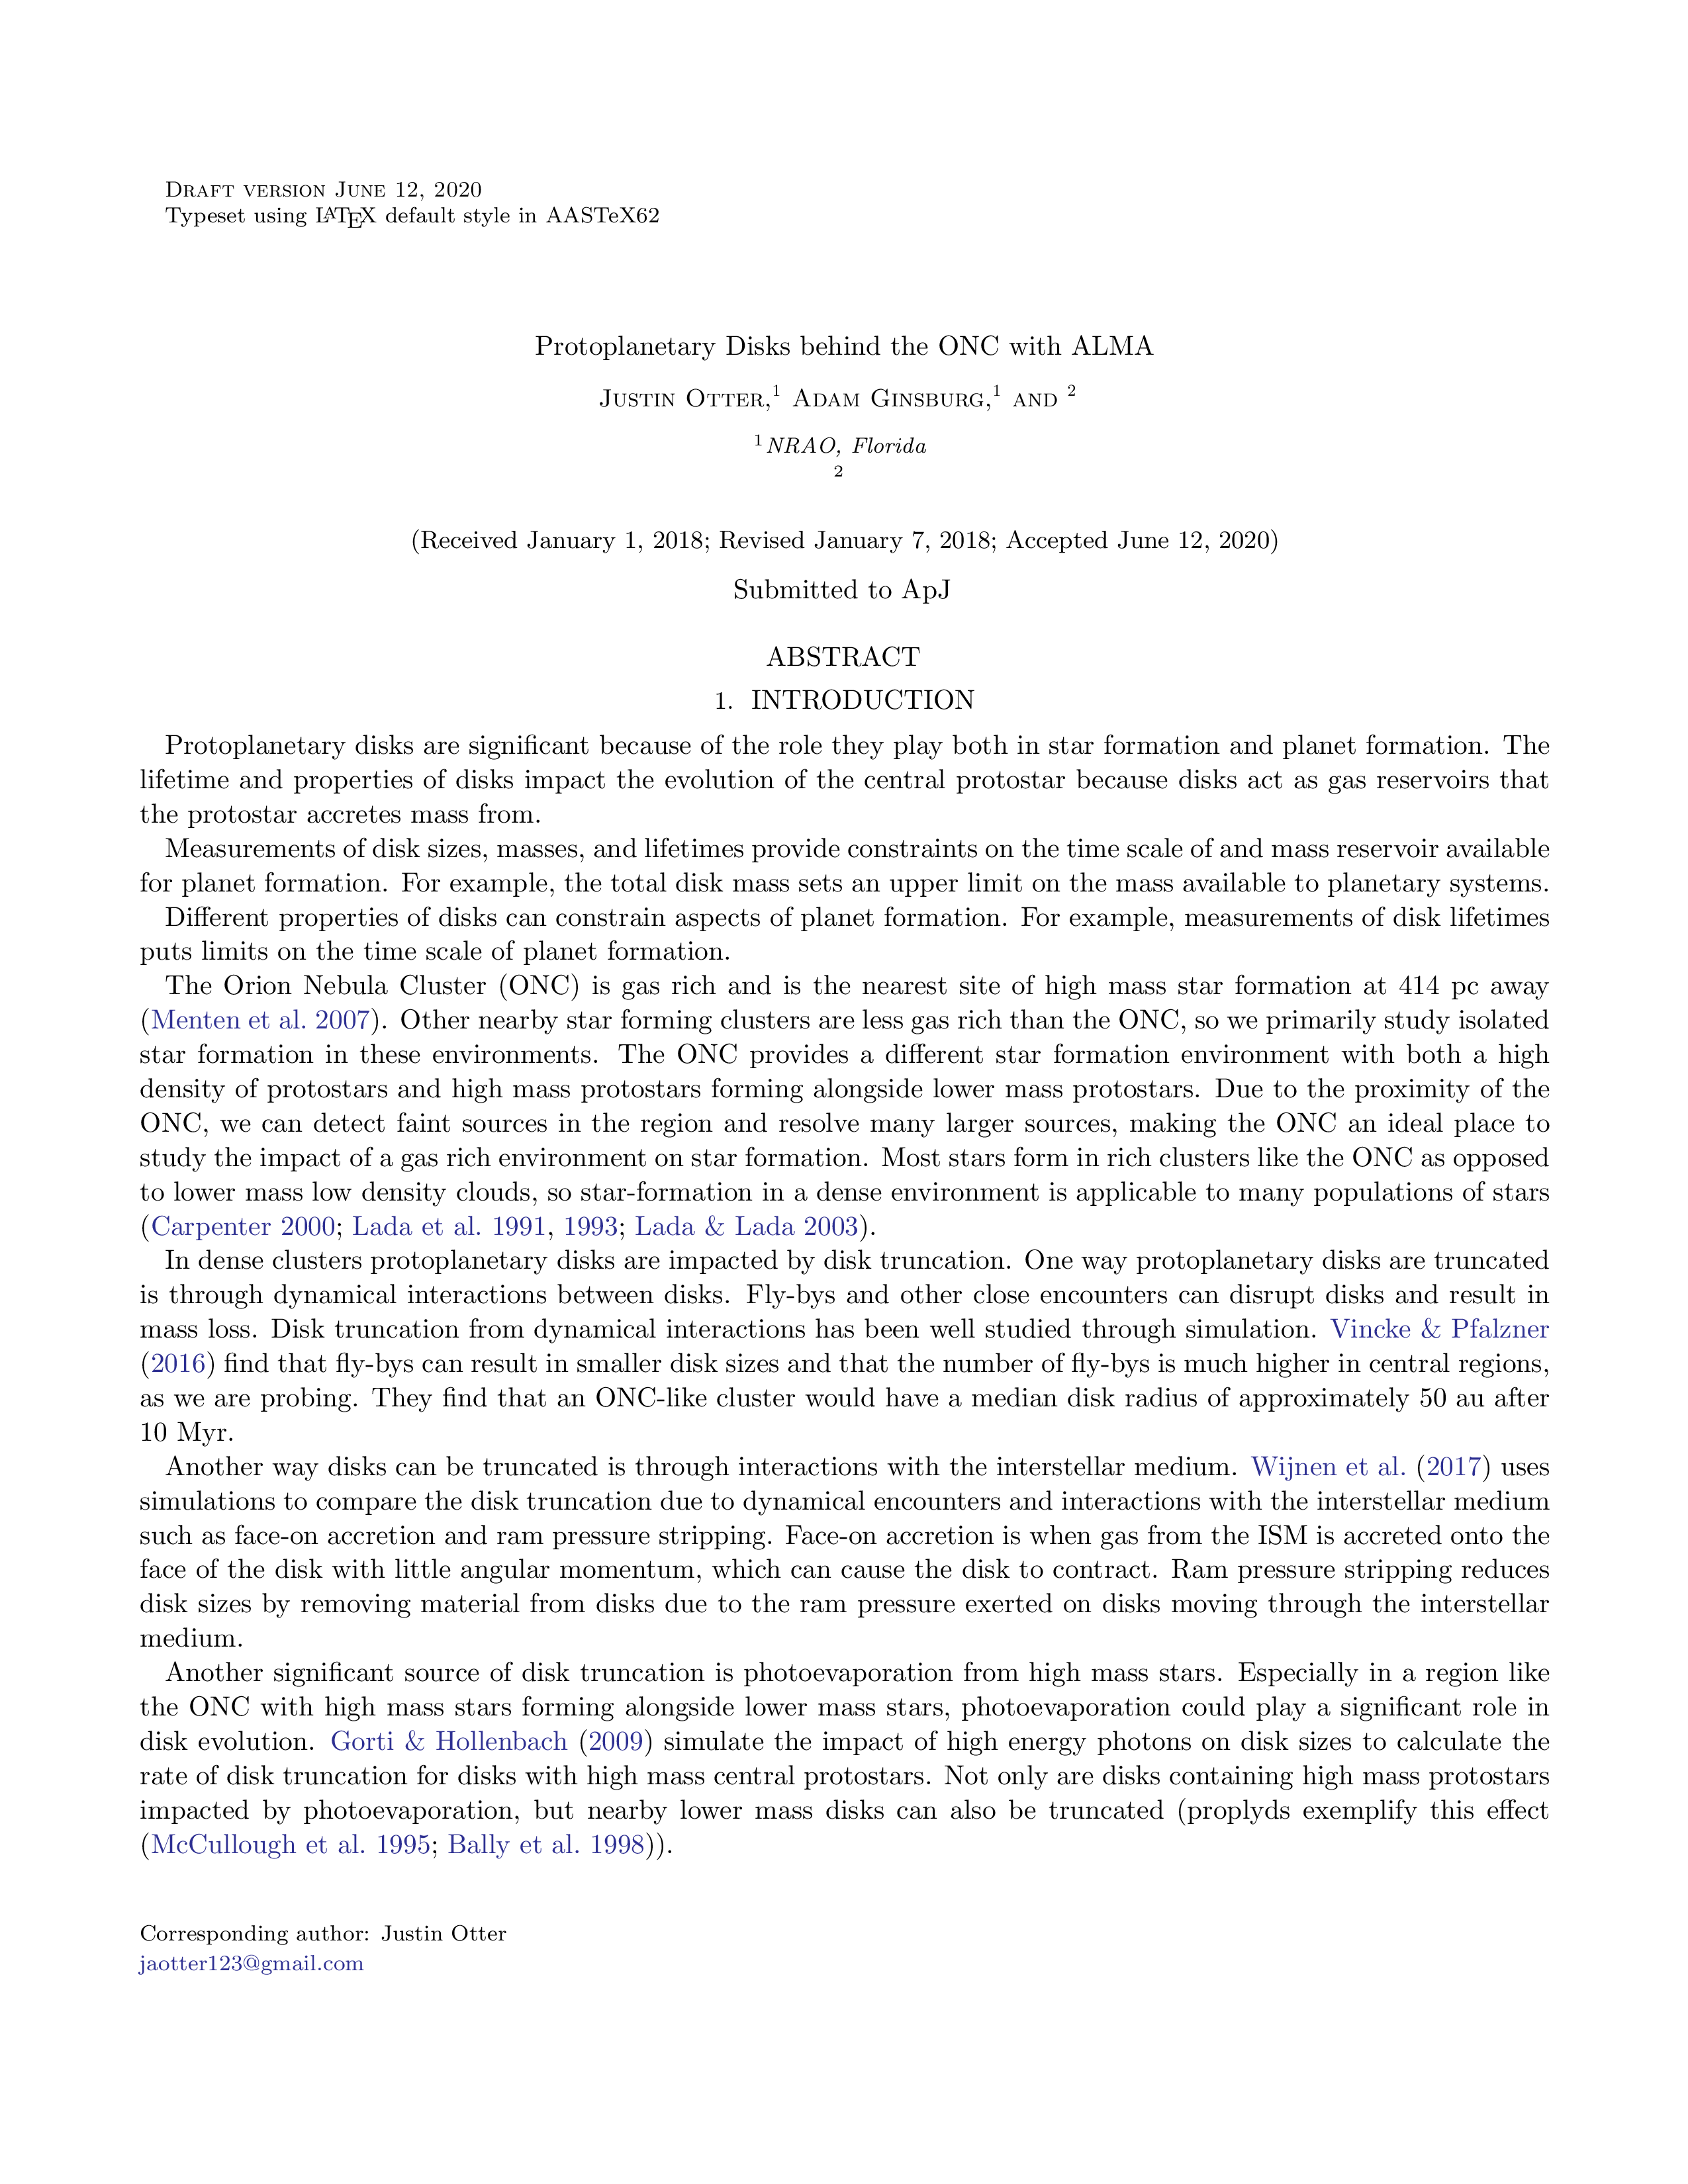 Draft version June 12, 2020
Typeset using LATEX default style in AASTeX62
Protoplanetary Disks behind the ONC with ALMA
Justin Otter,1 Adam Ginsburg,1 and 2
1NRAO, Florida
2
(Received January 1, 2018; Revised January 7, 2018; Accepted June 12, 2020)
Submitted to ApJ
ABSTRACT
1. INTRODUCTION
Protoplanetary disks are significant because of the role they play both in star formation and planet formation. The
lifetime and properties of disks impact the evolution of the central protostar because disks act as gas reservoirs that
the protostar accretes mass from.
Measurements of disk sizes, masses, and lifetimes provide constraints on the time scale of and mass reservoir available
for planet formation. For example, the total disk mass sets an upper limit on the mass available to planetary systems.
Different properties of disks can constrain aspects of planet formation. For example, measurements of disk lifetimes
puts limits on the time scale of planet formation.
The Orion Nebula Cluster (ONC) is gas rich and is the nearest site of high mass star formation at 414 pc away
(Menten et al. 2007). Other nearby star forming clusters are less gas rich than the ONC, so we primarily study isolated
star formation in these environments. The ONC provides a different star formation environment with both a high
density of protostars and high mass protostars forming alongside lower mass protostars. Due to the proximity of the
ONC, we can detect faint sources in the region and resolve many larger sources, making the ONC an ideal place to
study the impact of a gas rich environment on star formation. Most stars form in rich clusters like the ONC as opposed
to lower mass low density clouds, so star-formation in a dense environment is applicable to many populations of stars
(Carpenter 2000; Lada et al. 1991, 1993; Lada & Lada 2003).
In dense clusters protoplanetary disks are impacted by disk truncation. One way protoplanetary disks are truncated
is through dynamical interactions between disks. Fly-bys and other close encounters can disrupt disks and result in
mass loss. Disk truncation from dynamical interactions has been well studied through simulation. Vincke & Pfalzner
(2016) find that fly-bys can result in smaller disk sizes and that the number of fly-bys is much higher in central regions,
as we are probing. They find that an ONC-like cluster would have a median disk radius of approximately 50 au after
10 Myr.
Another way disks can be truncated is through interactions with the interstellar medium. Wijnen et al. (2017) uses
simulations to compare the disk truncation due to dynamical encounters and interactions with the interstellar medium
such as face-on accretion and ram pressure stripping. Face-on accretion is when gas from the ISM is accreted onto the
face of the disk with little angular momentum, which can cause the disk to contract. Ram pressure stripping reduces
disk sizes by removing material from disks due to the ram pressure exerted on disks moving through the interstellar
medium.
Another significant source of disk truncation is photoevaporation from high mass stars. Especially in a region like
the ONC with high mass stars forming alongside lower mass stars, photoevaporation could play a significant role in
disk evolution. Gorti & Hollenbach (2009) simulate the impact of high energy photons on disk sizes to calculate the
rate of disk truncation for disks with high mass central protostars. Not only are disks containing high mass protostars
impacted by photoevaporation, but nearby lower mass disks can also be truncated (proplyds exemplify this effect
(McCullough et al. 1995; Bally et al. 1998)).
Corresponding author: Justin Otter
jaotter123@gmail.com